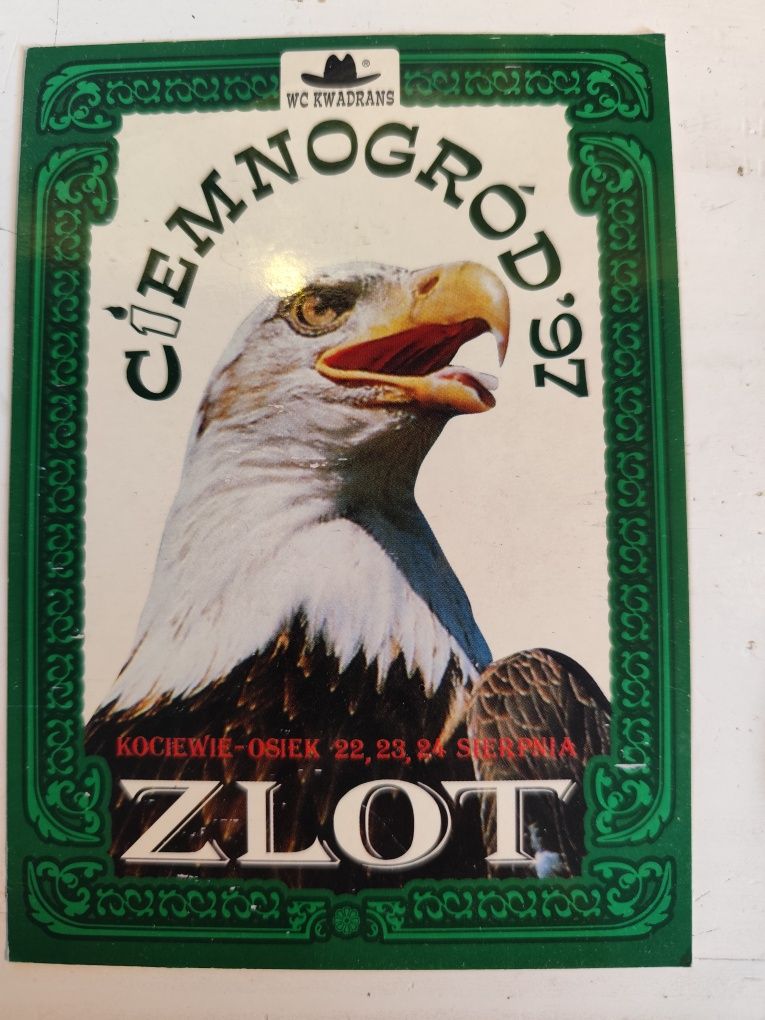 ®
WC KWADRANS
CiEMNOGRÓD'97
KOCIEWIE-OSIEK 22, 23, 24 SIERPNIA
ZLOT